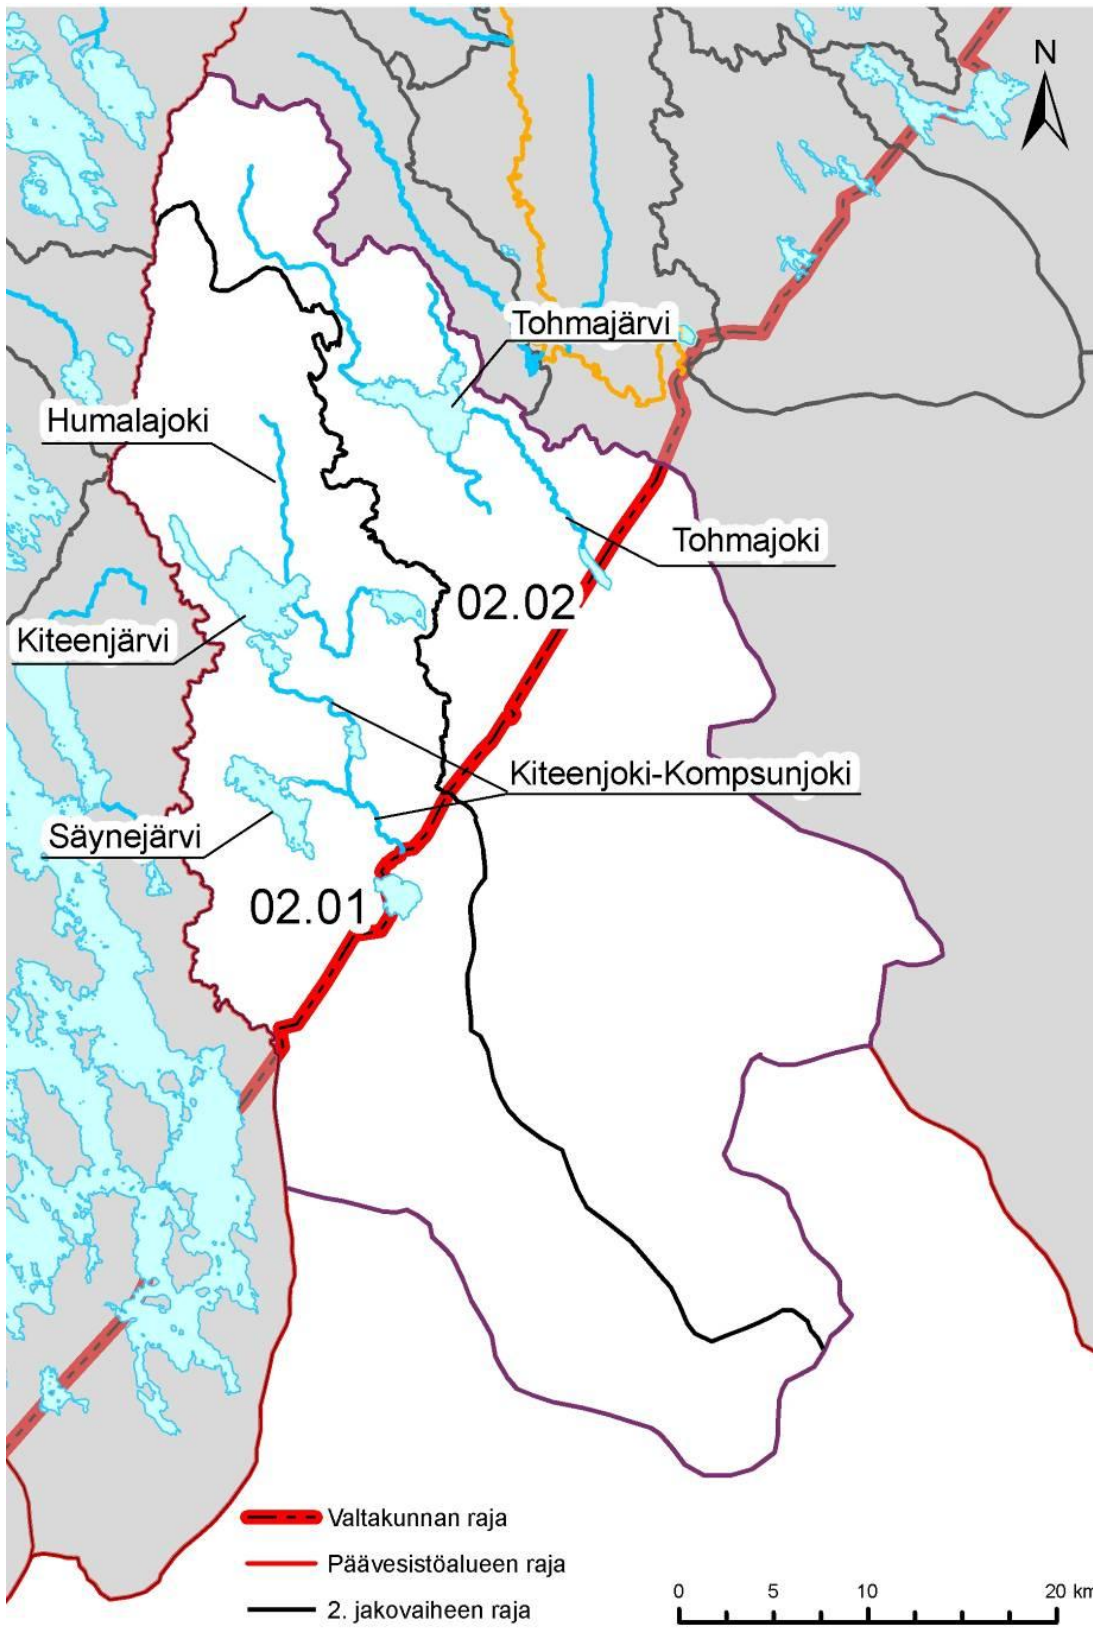 N
Tohmajärvi
Humalajoki
Tohmajoki
02.02
Kiteenjärvi
Kiteenjoki-Kompsunjoki
Säynejärvi
02.01
Valtakunnan raja
Päävesistöalueen raja
2. jakovaiheen raja
0 5 10 20 km